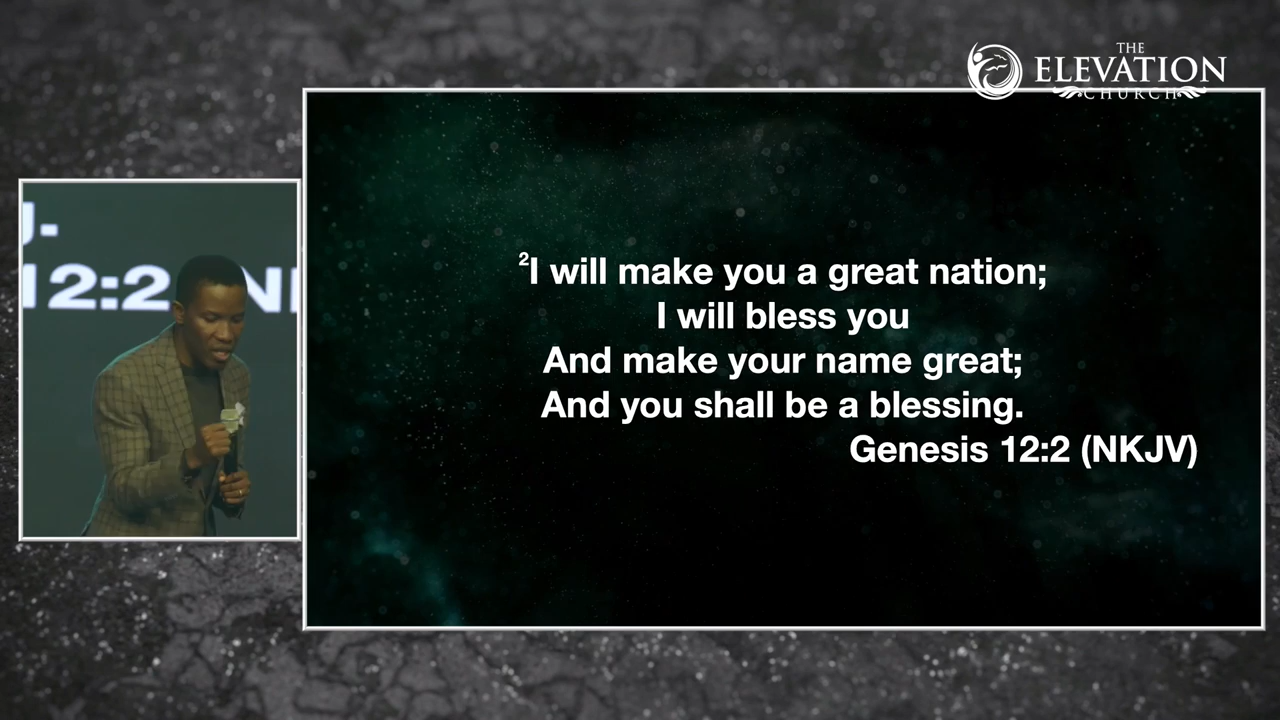 THE
ELEVATION
CHURCH
J.
12:2 NI
²I will make you a great nation;
I will bless you
And make your name great;
And you shall be a blessing.
Genesis 12:2 (NKJV)